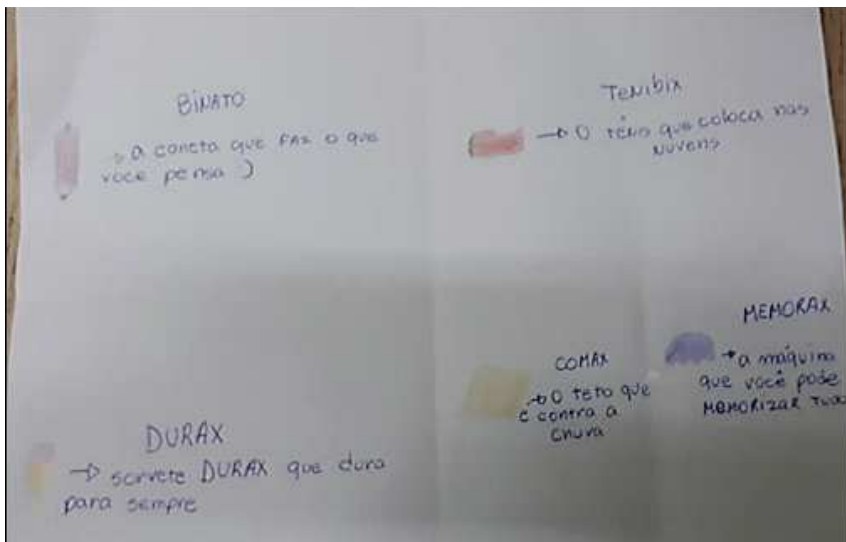 BINATO
→ a caneta que FAZ o que
você pensa )
TENibix
→ O tênis que coloca nas
nuvens
MEMORAX
→ a máquina
que você pode
MEMORIZAR TUDO
COMAX
→ O teto que
é contra a
chuva
DURAX
→ sorvete DURAX que dura
para sempre